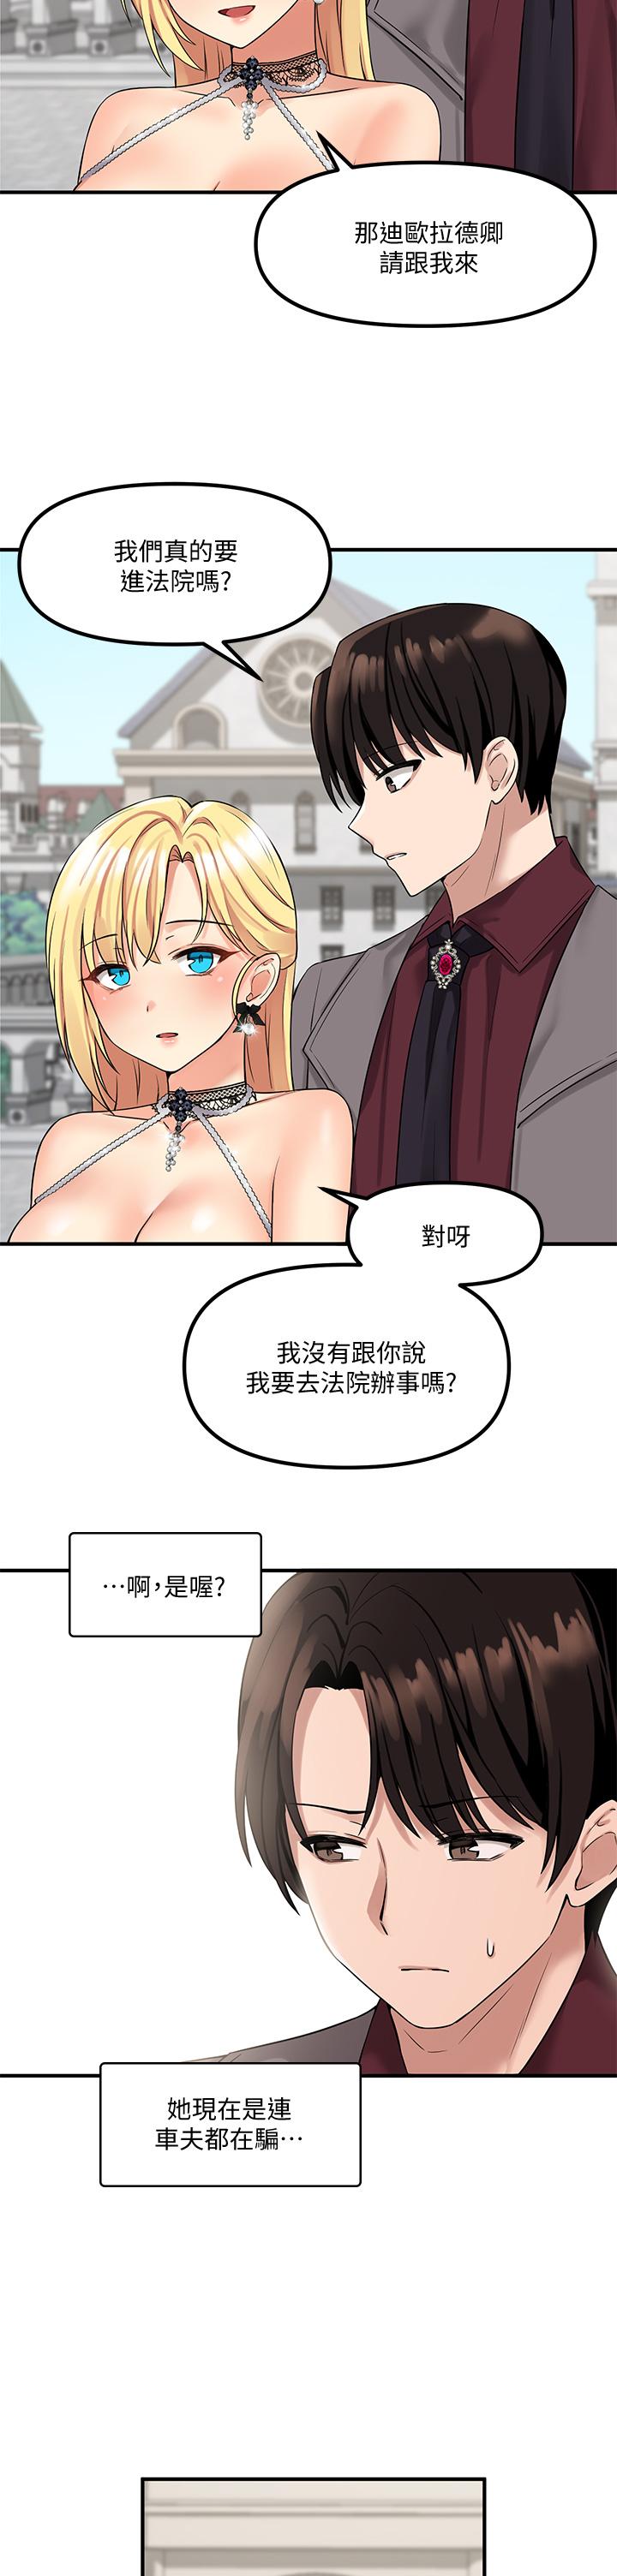 那迪歐拉德卿
請跟我來
我們真的要
進法院嗎?
對呀
我沒有跟你說
我要去法院辦事嗎?
…啊,是喔?
她現在是連
車夫都在騙…